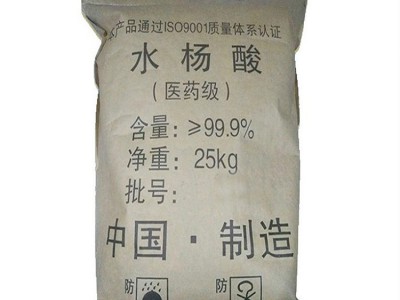 本产品通过ISO9001质量体系认证
水杨酸
(医药级)
含量:≥99.9%
净重:25kg
批号:
中国·制造
防
防